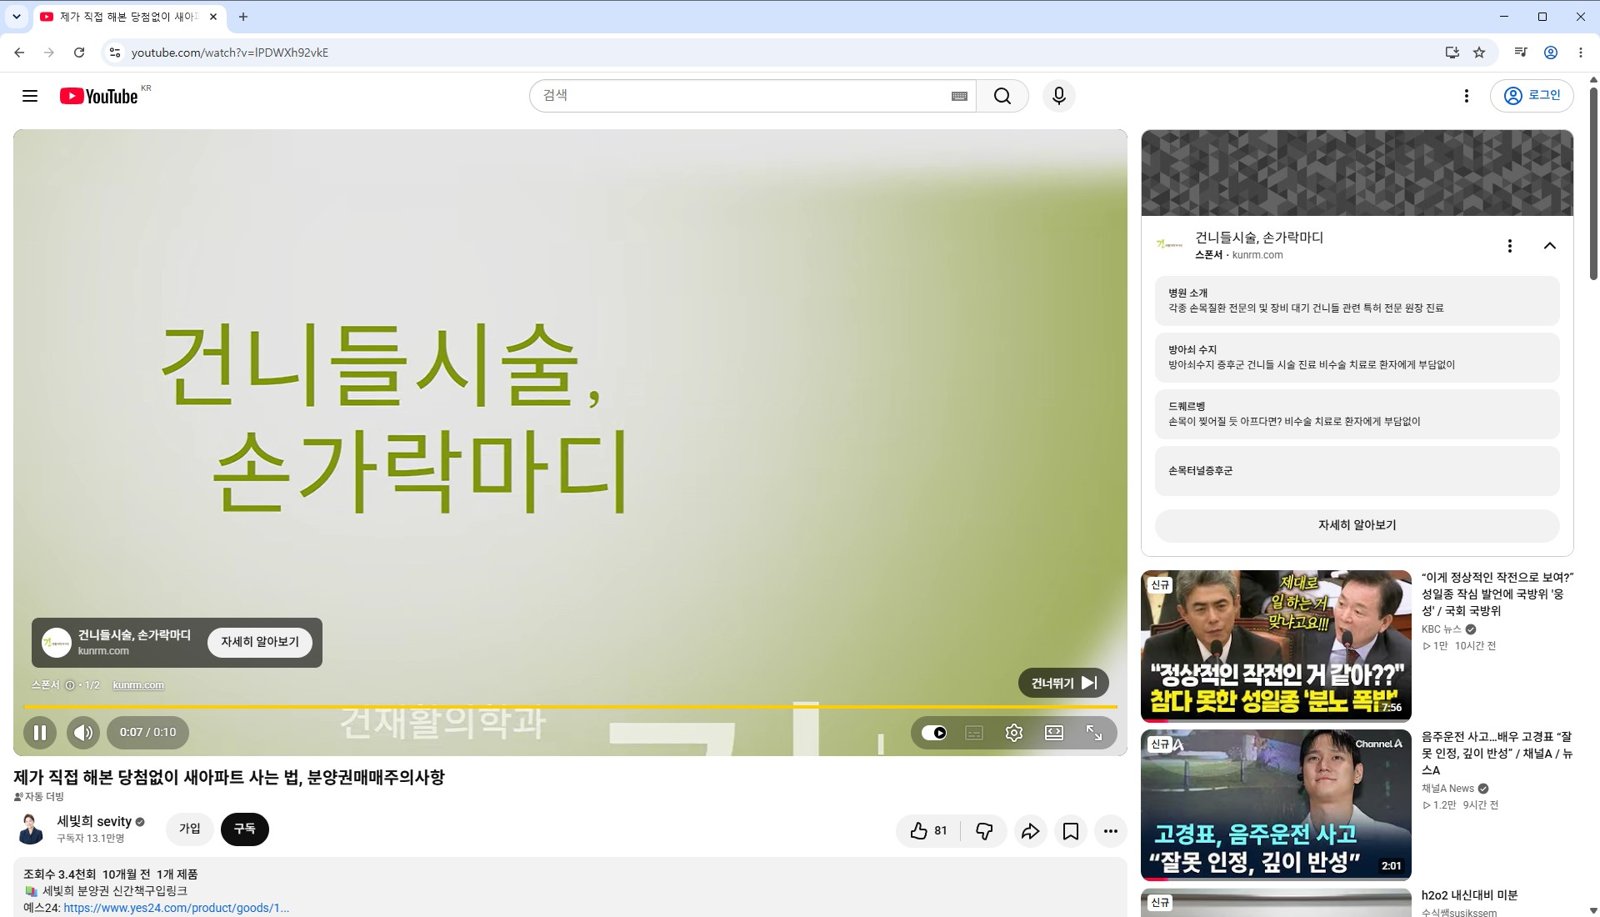 제가 직접 해본 당첨없이 새아파
youtube.com/watch?v=IPDWXh92vkE
YouTube KR
검색
로그인
건니들시술,
손가락마디
건니들시술, 손가락마디
kunrm.com
자세히 알아보기
스폰서 · 1/2 kunrm.com
건너뛰기
건재활의학과
0:07 / 0:10
제가 직접 해본 당첨없이 새아파트 사는 법, 분양권매매주의사항
자동 더빙
세빛희 sevity
구독자 13.1만명
가입
구독
81
조회수 3.4천회 10개월 전 1개 제품
세빛희 분양권 신간책구입링크
예스24: https://www.yes24.com/product/goods/1...
건니들시술, 손가락마디
스폰서 · kunrm.com
병원 소개
각종 손목질환 전문의 및 장비 대기 건니들 관련 특허 전문 원장 진료
방아쇠 수지
방아쇠수지 증후군 건니들 시술 진료 비수술 치료로 환자에게 부담없이
드퀘르벵
손목이 찢어질 듯 아프다면? 비수술 치료로 환자에게 부담없이
손목터널증후군
자세히 알아보기
신규
제대로
일 하는 거
맞냐고요!!!
“정상적인 작전인 거 같아??”
참다 못한 성일종 ‘분노 폭발’
7:56
“이게 정상적인 작전으로 보여?”
성일종 작심 발언에 국방위 '웅
성' / 국회 국방위
KBC 뉴스
1만 10시간 전
신규
Channel A
고경표, 음주운전 사고
“잘못 인정, 깊이 반성”
2:01
음주운전 사고…배우 고경표 “잘
못 인정, 깊이 반성” / 채널A / 뉴
스A
채널A News
1.2만 9시간 전
신규
h2o2 내신대비 미분
수식쌤susikssem